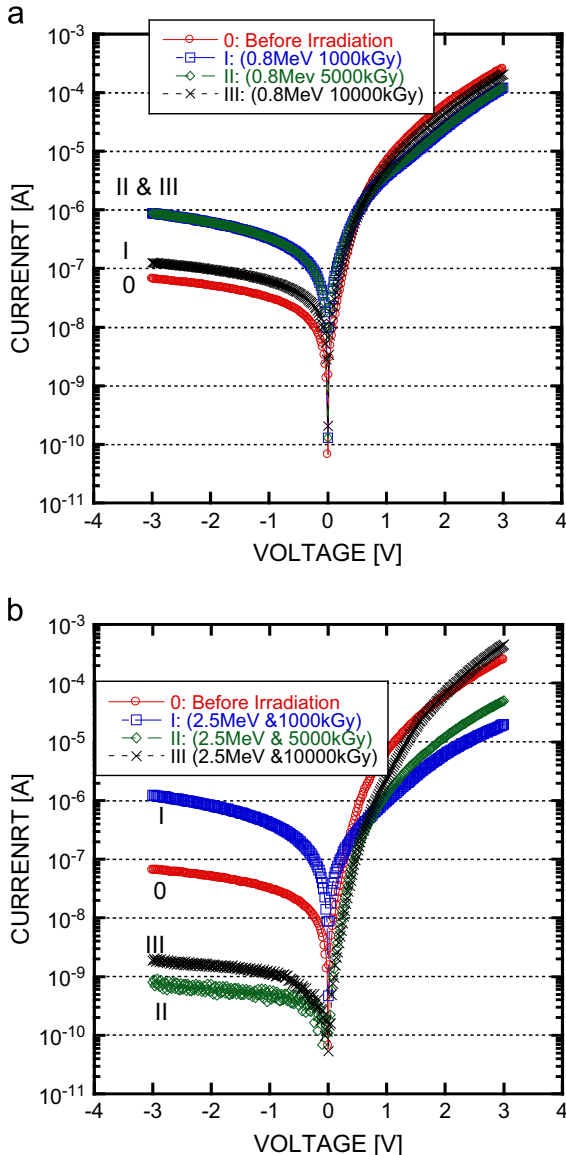 a
10-3
0: Before Irradiation
I: (0.8MeV 1000kGy)
II: (0.8Mev 5000kGy)
III: (0.8MeV 10000kGy)
10-4
10-5
II & III
10-6
I
10-7
0
10-8
10-9
10-10
10-11
CURRENRT [A]
-4 -3 -2 -1 0 1 2 3 4
VOLTAGE [V]
b
10-3
10-4
0: Before Irradiation
I: (2.5MeV &1000kGy)
II: (2.5MeV & 5000kGy)
III (2.5MeV &10000kGy)
10-5
10-6
I
10-7
0
10-8
III
10-9
II
10-10
10-11
CURRENRT [A]
-4 -3 -2 -1 0 1 2 3 4
VOLTAGE [V]